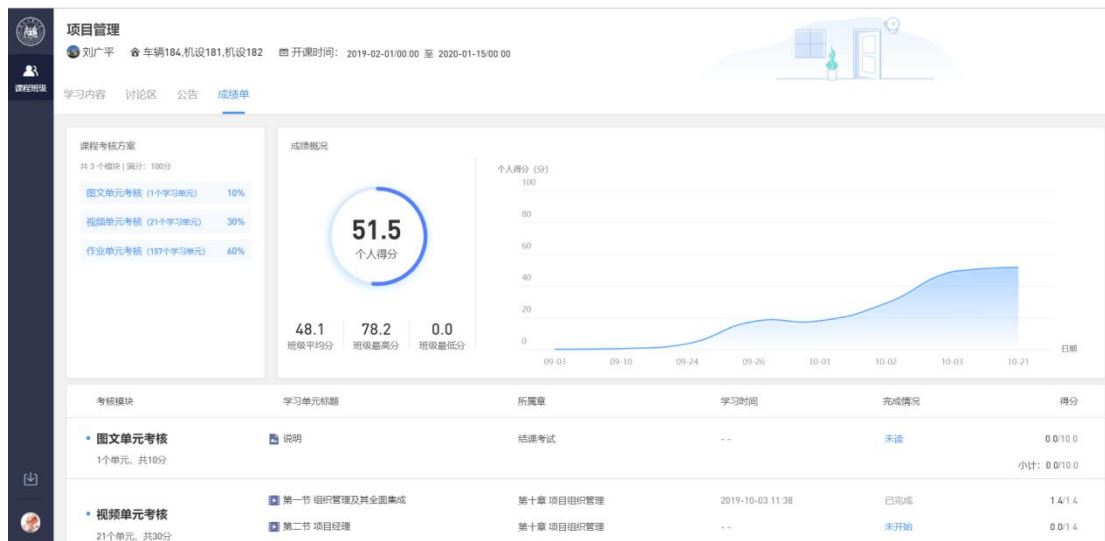 项目管理
刘广平 车辆184,机设181,机设182 开课时间： 2019-02-01/00:00 至 2020-01-15/00:00
课程班级
学习内容 讨论区 公告 成绩单
课程考核方案
共 3 个模块 | 满分：100分
图文单元考核 (1个学习单元) 10%
视频单元考核 (21个学习单元) 30%
作业单元考核 (157个学习单元) 60%
成绩概况
51.5
个人得分
48.1 78.2 0.0
班级平均分 班级最高分 班级最低分
个人得分（分）
100
80
60
40
20
0
日期
09-03 09-10 09-24 09-26 10-01 10-02 10-03 10-21
考核模块 学习单元标题 所属章 学习时间 完成情况 得分
图文单元考核 说明 结课考试 - - 未读 0.0/10.0
1个单元，共10分
小计： 0.0/10.0
第一节 组织管理及其全面集成 第十章 项目组织管理 2019-10-03 11:38 已完成 1.4/1.4
视频单元考核
第二节 项目经理 第十章 项目组织管理 - - 未开始 0.0/1.4
21个单元，共30分